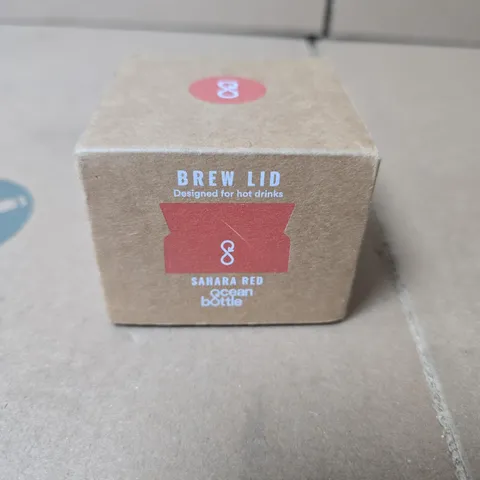 BREW LID
Designed for hot drinks
SAHARA RED
ocean
bottle